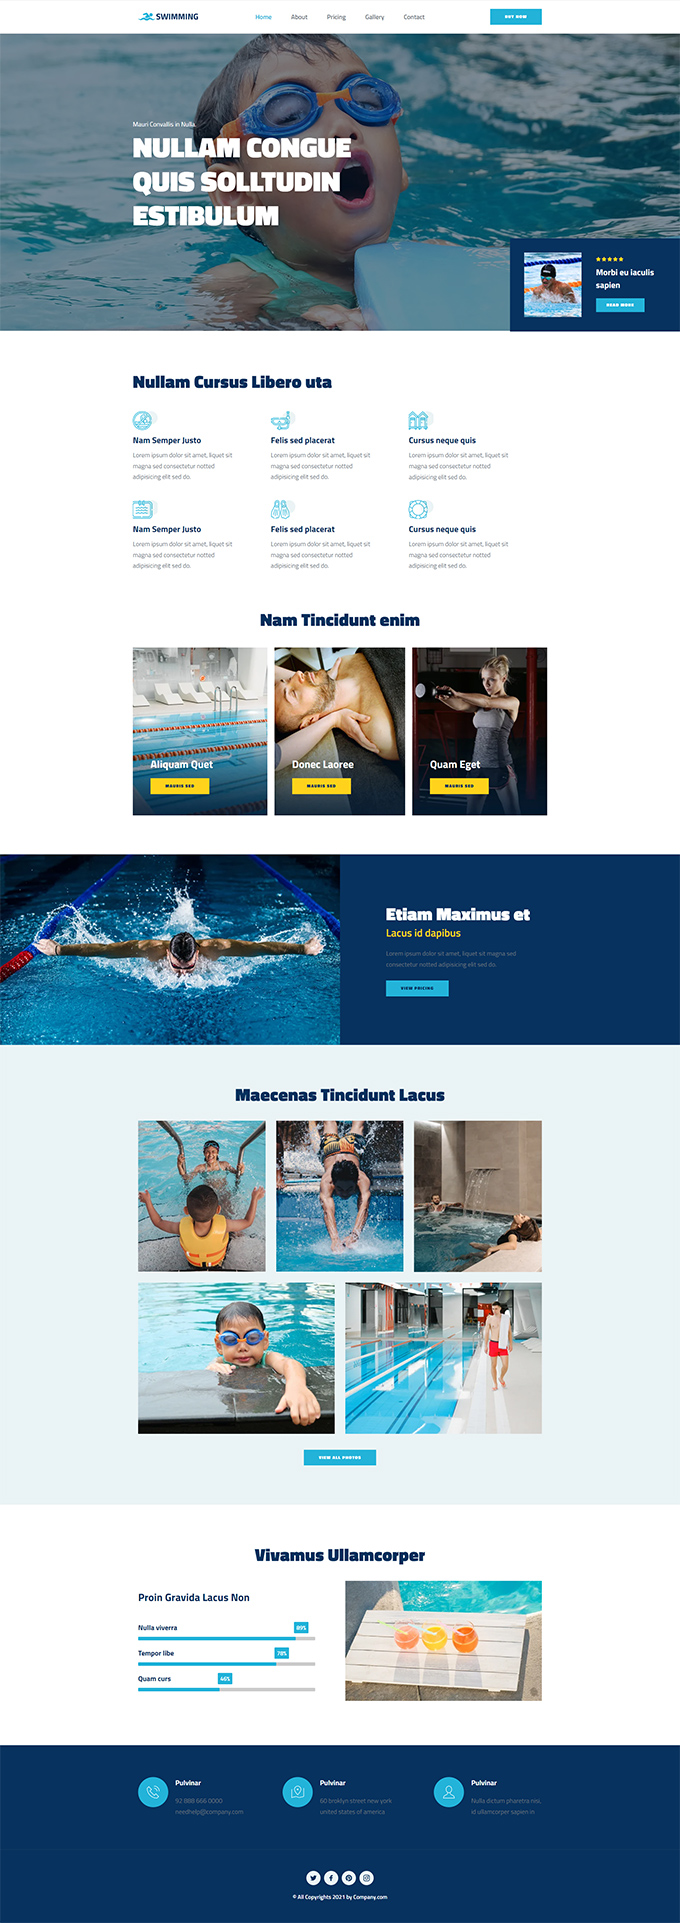 SWIMMING
Home About Pricing Gallery Contact
BUY NOW
Mauri Convallis in Nulla.
NULLAM CONGUE
QUIS SOLLTUDIN
ESTIBULUM
Morbi eu iaculis
sapien
READ MORE
Nullam Cursus Libero uta
Nam Semper Justo
Lorem ipsum dolor sit amet, liquet sit
magna sed consectetur notted
adipisicing elit sed do.
Felis sed placerat
Lorem ipsum dolor sit amet, liquet sit
magna sed consectetur notted
adipisicing elit sed do.
Cursus neque quis
Lorem ipsum dolor sit amet, liquet sit
magna sed consectetur notted
adipisicing elit sed do.
Nam Semper Justo
Lorem ipsum dolor sit amet, liquet sit
magna sed consectetur notted
adipisicing elit sed do.
Felis sed placerat
Lorem ipsum dolor sit amet, liquet sit
magna sed consectetur notted
adipisicing elit sed do.
Cursus neque quis
Lorem ipsum dolor sit amet, liquet sit
magna sed consectetur notted
adipisicing elit sed do.
Nam Tincidunt enim
Aliquam Quet
MAURIS SED
Donec Laoree
MAURIS SED
Quam Eget
MAURIS SED
Etiam Maximus et
Lacus id dapibus
Lorem ipsum dolor sit amet, liquet sit magna sed
consectetur notted adipisicing elit sed do
VIEW PRICING
Maecenas Tincidunt Lacus
VIEW ALL PHOTOS
Vivamus Ullamcorper
Proin Gravida Lacus Non
Nulla viverra 89%
Tempor libe 78%
Quam curs 46%
Pulvinar
92 888 666 0000
needhelp@company.com
Pulvinar
60 broklyn street new york
united states of america
Pulvinar
Nulla dictum pharetra nisi,
id ullamcorper sapien in
© All Copyrights 2021 by Company.com